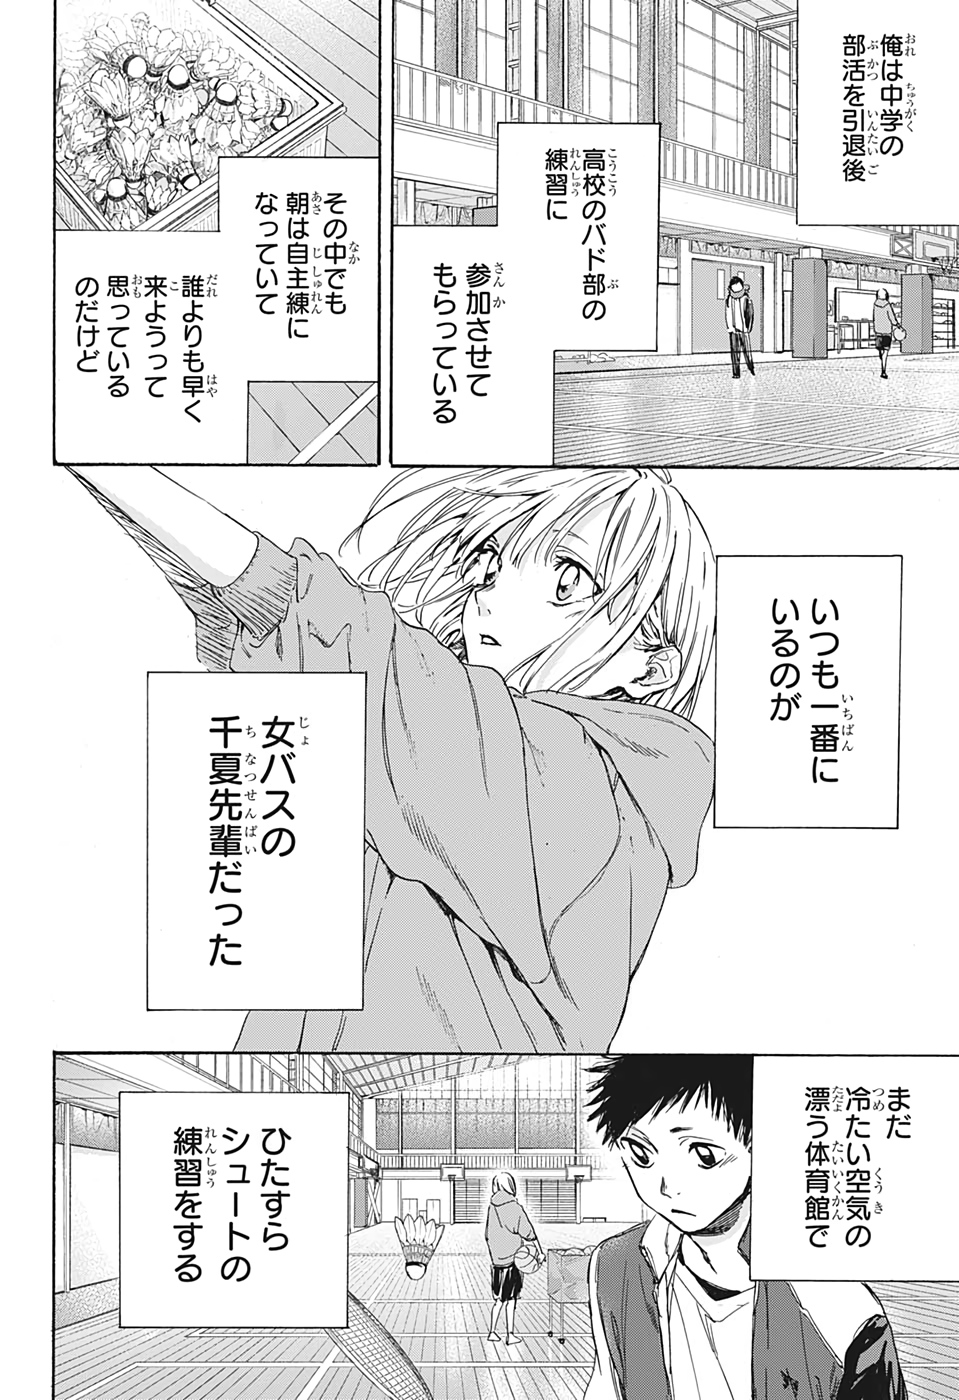 俺は中学の
部活を引退後
高校のバド部の
練習に
参加させて
もらっている
その中でも
朝は自主練に
なっていて
誰よりも早く
来ようって
思っている
のだけど
いつも一番に
いるのが
女バスの
千夏先輩だった
まだ
冷たい空気の
漂う体育館で
ひたすら
シュートの
練習をする